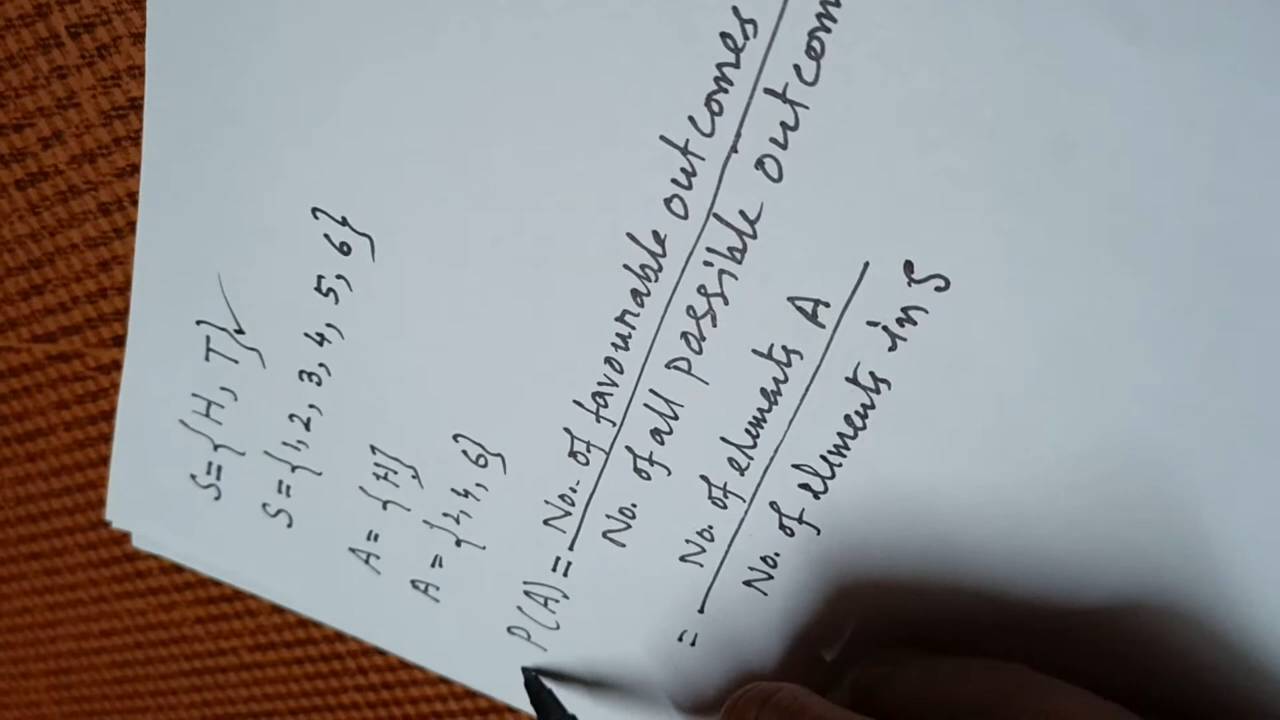 S={H, T}✓
S={1, 2, 3, 4, 5, 6}
A= {H}
A = {2, 4, 6}
P(A) = No. of favourable outcomes
No. of all possible outcom
= No. of elements A
No. of elements in S